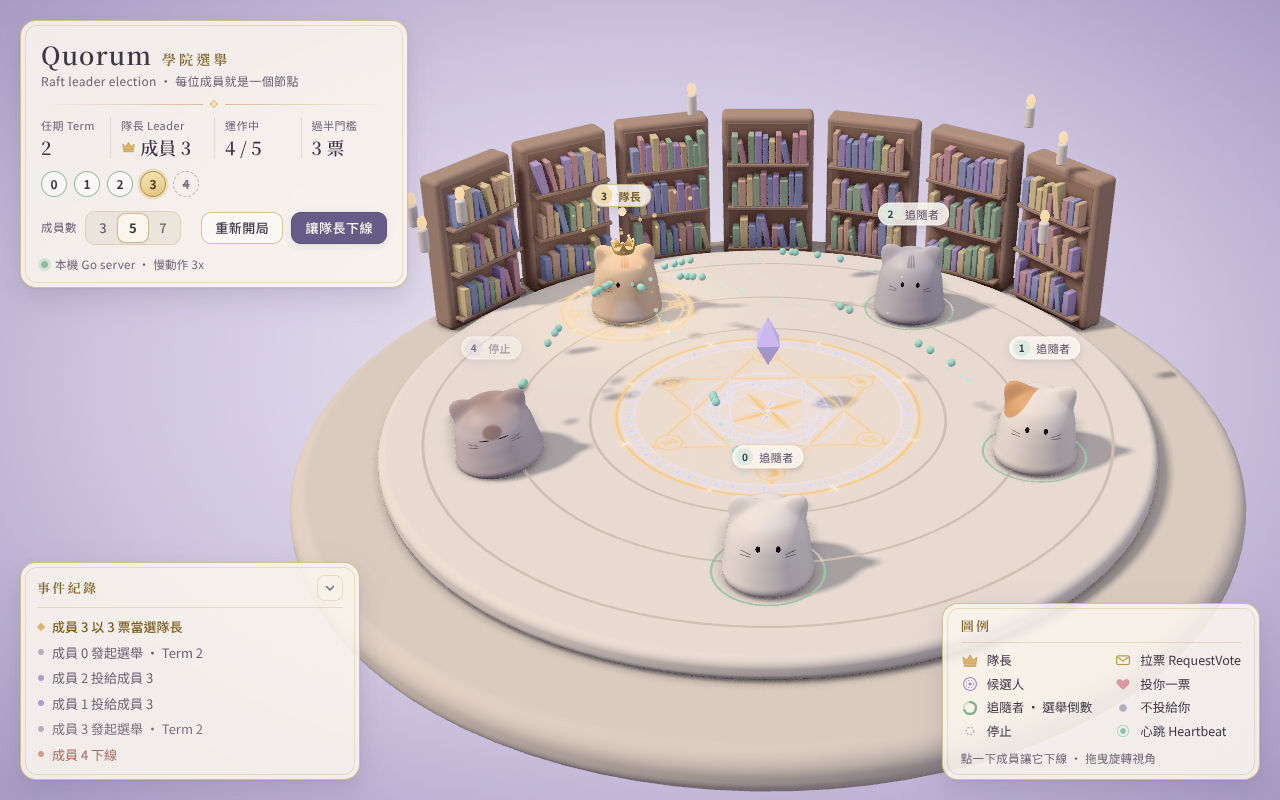 Quorum 學院選舉
Raft leader election ・ 每位成員就是一個節點
任期 Term
2
隊長 Leader
成員 3
運作中
4 / 5
過半門檻
3 票
0 1 2 3 4
成員數 3 5 7 重新開局 讓隊長下線
本機 Go server ・ 慢動作 3x
3 隊長
2 追隨者
4 停止
1 追隨者
0 追隨者
事件紀錄
成員 3 以 3 票當選隊長
成員 0 發起選舉 ・ Term 2
成員 2 投給成員 3
成員 1 投給成員 3
成員 3 發起選舉 ・ Term 2
成員 4 下線
圖例
隊長
拉票 RequestVote
候選人
投你一票
追隨者 ・ 選舉倒數
不投給你
停止
心跳 Heartbeat
點一下成員讓它下線 ・ 拖曳旋轉視角